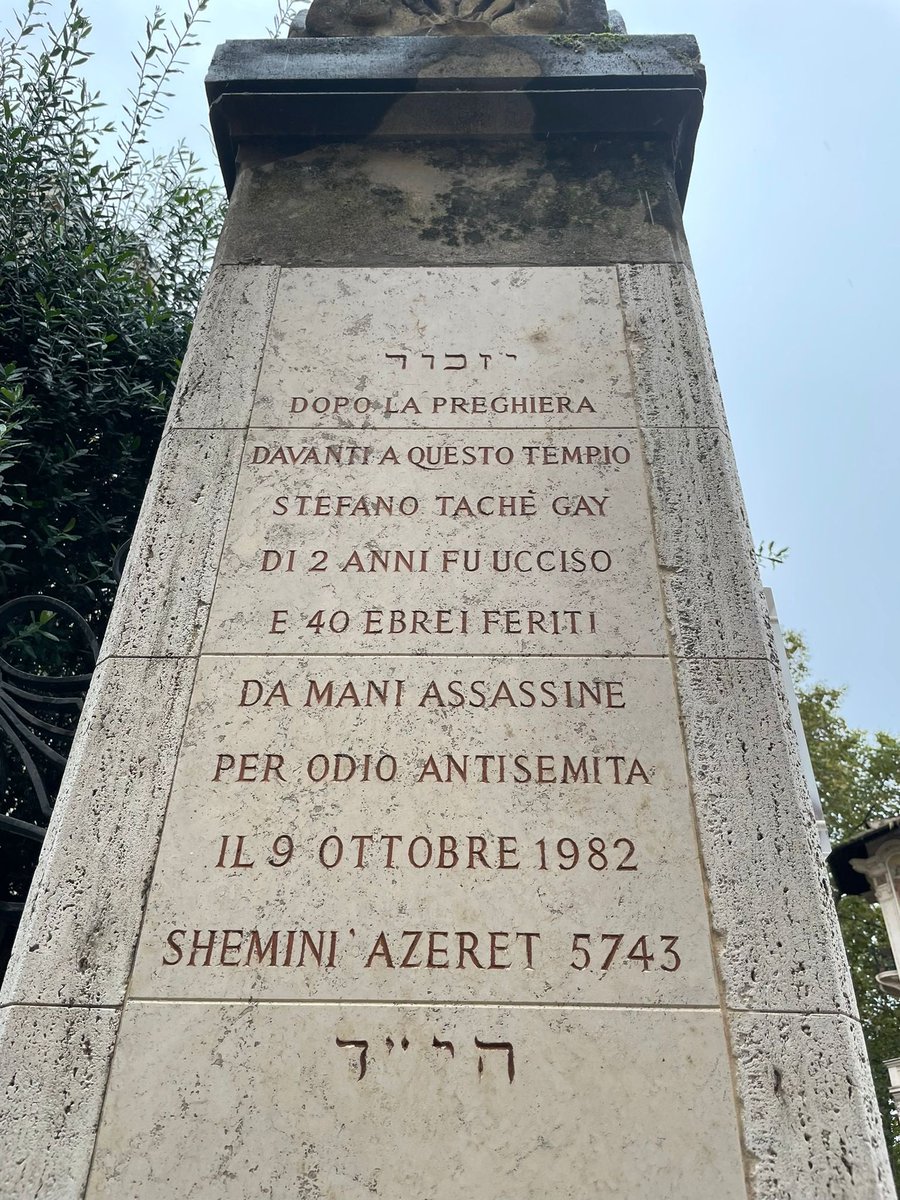 יזכור
DOPO LA PREGHIERA
DAVANTI A QUESTO TEMPIO
STEFANO TACHÈ GAY
DI 2 ANNI FU UCCISO
E 40 EBREI FERITI
DA MANI ASSASSINE
PER ODIO ANTISEMITA
IL 9 OTTOBRE 1982
SHEMINI' AZERET 5743
הי״ד